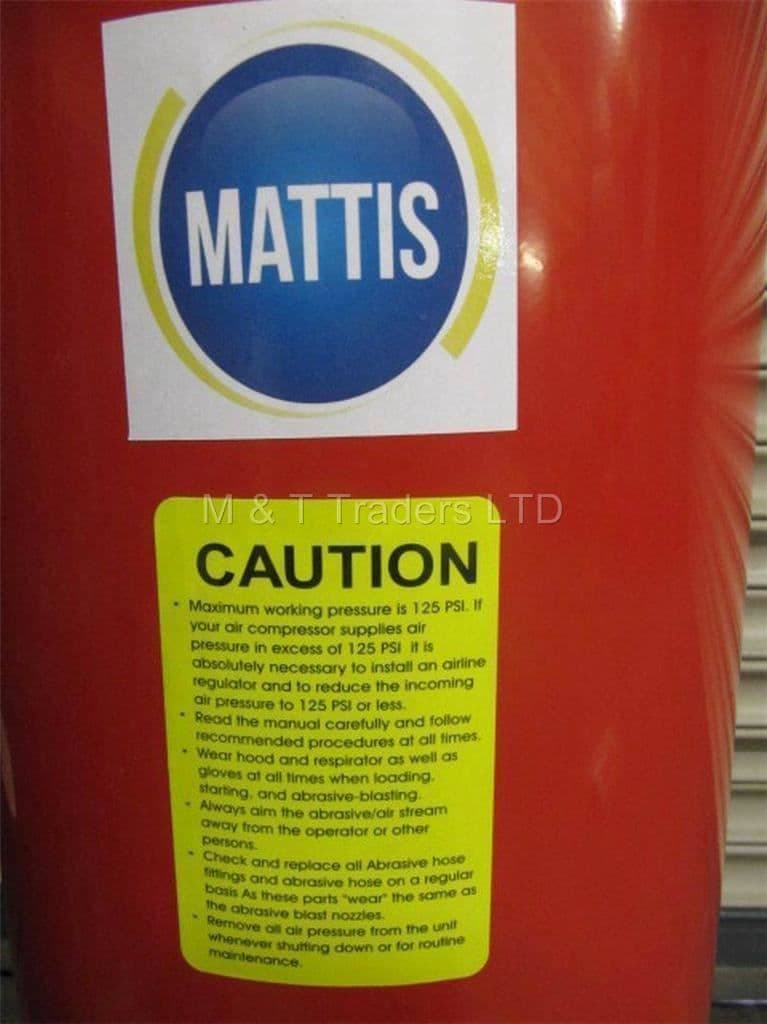 MATTIS
M & T Traders LTD
CAUTION
• Maximum working pressure is 125 PSI. If
your air compressor supplies air
pressure in excess of 125 PSI it is
absolutely necessary to install an airline
regulator and to reduce the incoming
air pressure to 125 PSI or less.
• Read the manual carefully and follow
recommended procedures at all times.
• Wear hood and respirator as well as
gloves at all times when loading,
starting, and abrasive-blasting.
• Always aim the abrasive/air stream
away from the operator or other
persons.
• Check and replace all Abrasive hose
fittings and abrasive hose on a regular
basis As these parts "wear" the same as
the abrasive blast nozzles.
• Remove all air pressure from the unit
whenever shutting down or for routine
maintenance.